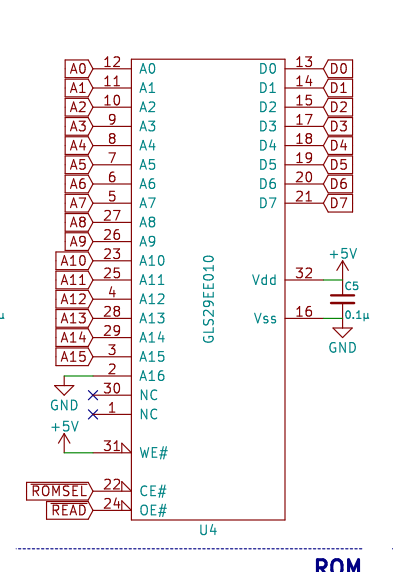 A0 12 A0 D0 13 D0
A1 11 A1 D1 14 D1
A2 10 A2 D2 15 D2
A3 9 A3 D3 17 D3
A4 8 A4 D4 18 D4
A5 7 A5 D5 19 D5
A6 6 A6 D6 20 D6
A7 5 A7 D7 21 D7
A8 27 A8
A9 26 A9
A10 23 A10
A11 25 A11
A12 4 A12
A13 28 A13
A14 29 A14
A15 3 A15
2 A16
GND
30 NC
1 NC
+5V
31 WE#
ROMSEL 22 CE#
READ 24 OE#
GLS29EE010
+5V
Vdd 32
C5
0.1µ
Vss 16
GND
U4
µ
ROM